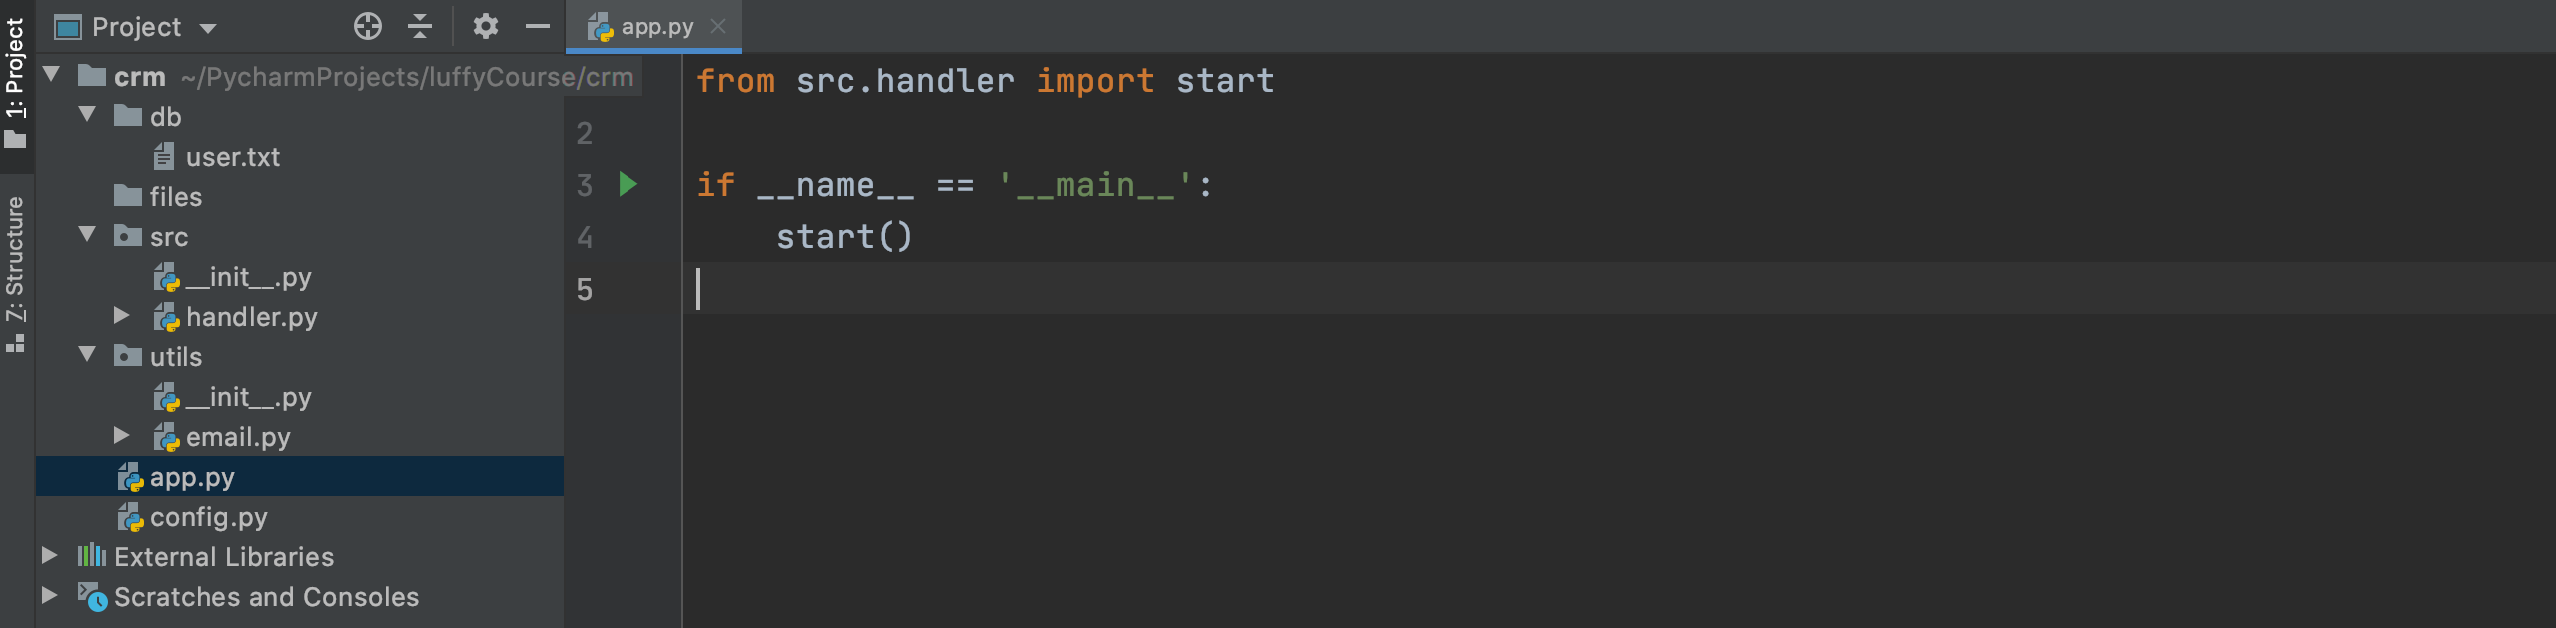 1: Project
7: Structure
Project
crm ~/PycharmProjects/luffyCourse/crm
db
user.txt
files
src
__init__.py
handler.py
utils
__init__.py
email.py
app.py
config.py
External Libraries
Scratches and Consoles
app.py
from src.handler import start
2
3 if __name__ == '__main__':
4 start()
5